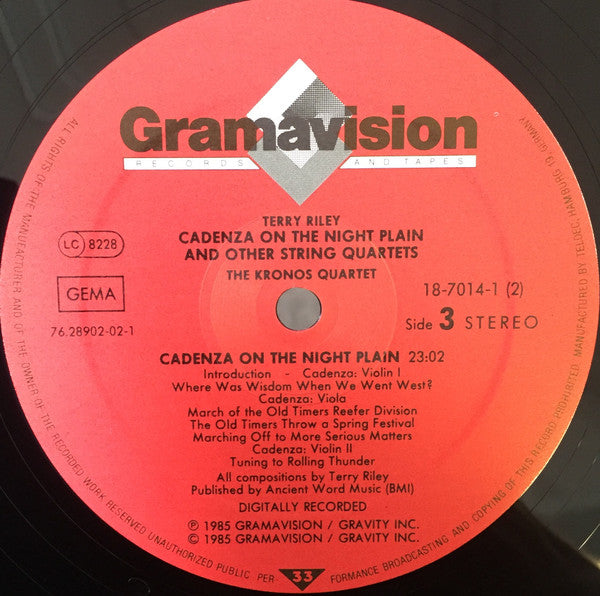 Gramavision
RECORDS AND TAPES
TERRY RILEY
CADENZA ON THE NIGHT PLAIN
AND OTHER STRING QUARTETS
THE KRONOS QUARTET
LC 8228
GEMA
76.28902-02-1
18-7014-1 (2)
Side 3 STEREO
CADENZA ON THE NIGHT PLAIN 23:02
Introduction - Cadenza: Violin I
Where Was Wisdom When We Went West?
Cadenza: Viola
March of the Old Timers Reefer Division
The Old Timers Throw a Spring Festival
Marching Off to More Serious Matters
Cadenza: Violin II
Tuning to Rolling Thunder
All compositions by Terry Riley
Published by Ancient Word Music (BMI)
DIGITALLY RECORDED
℗ 1985 GRAMAVISION / GRAVITY INC.
© 1985 GRAMAVISION / GRAVITY INC.
33
ALL RIGHTS OF THE MANUFACTURER AND OF THE OWNER OF THE RECORDED WORK RESERVED UNAUTHORIZED PUBLIC PER- FORMANCE BROADCASTING AND COPYING OF THIS RECORD PROHIBITED. MANUFACTURED BY TELDEC, HAMBURG 19, GERMANY